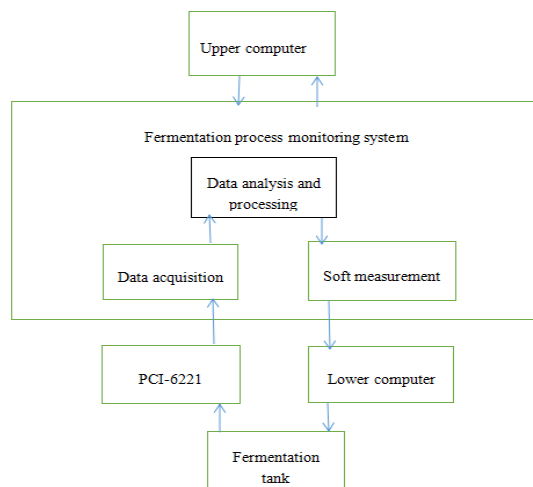 Upper computer
Fermentation process monitoring system
Data analysis and
processing
Data acquisition
Soft measurement
PCI-6221
Lower computer
Fermentation
tank